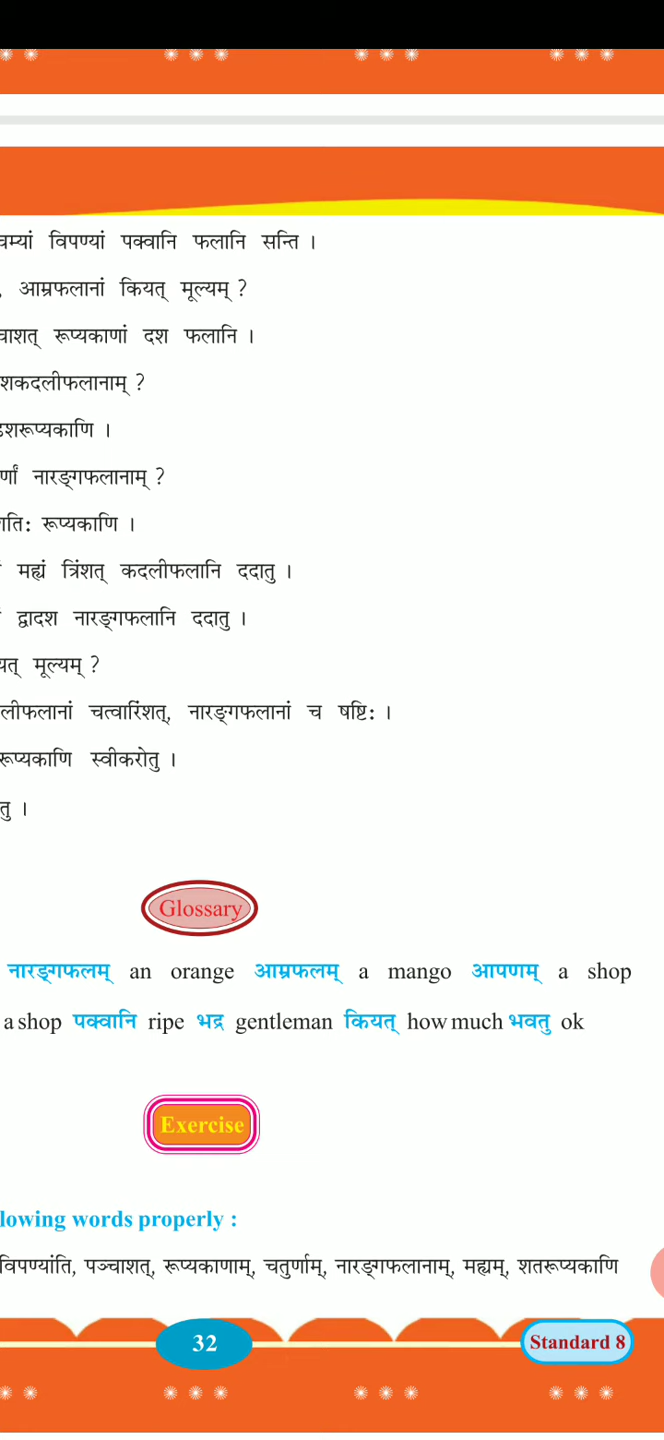 विपण्यां पक्वानि फलानि सन्ति ।
, आम्रफलानां कियत् मूल्यम् ?
रूप्यकाणां दश फलानि ।
शकदलीफलानाम् ?
डशरूप्यकाणि ।
र्णां नारङ्गफलानाम् ?
रूप्यकाणि ।
मह्यं त्रिंशत् कदलीफलानि ददातु ।
द्वादश नारङ्गफलानि ददातु ।
यत् मूल्यम् ?
लीफलानां चत्वारिंशत्, नारङ्गफलानां च षष्टिः ।
रूप्यकाणि स्वीकरोतु ।
तु ।
Glossary
नारङ्गफलम् an orange आम्रफलम् a mango आपणम् a shop
a shop पक्वानि ripe भद्र gentleman कियत् how much भवतु ok
Exercise
lowing words properly :
विपण्यांति, पञ्चाशत्, रूप्यकाणाम्, चतुर्णाम्, नारङ्गफलानाम्, मह्यम्, शतरूप्यकाणि
32
Standard 8